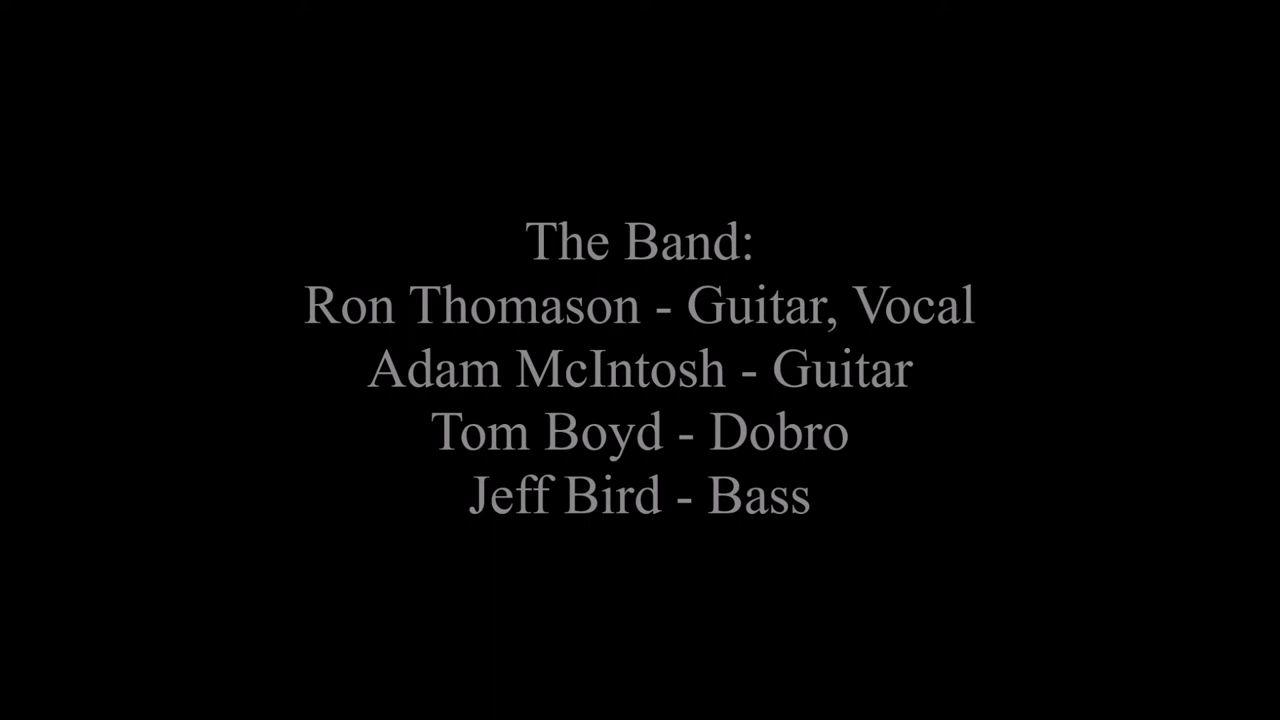 The Band:
Ron Thomason - Guitar, Vocal
Adam McIntosh - Guitar
Tom Boyd - Dobro
Jeff Bird - Bass